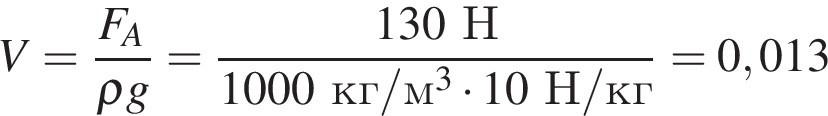 V = F_A / ρg = 130 Н / 1000 кг/м³ · 10 Н/кг = 0,013